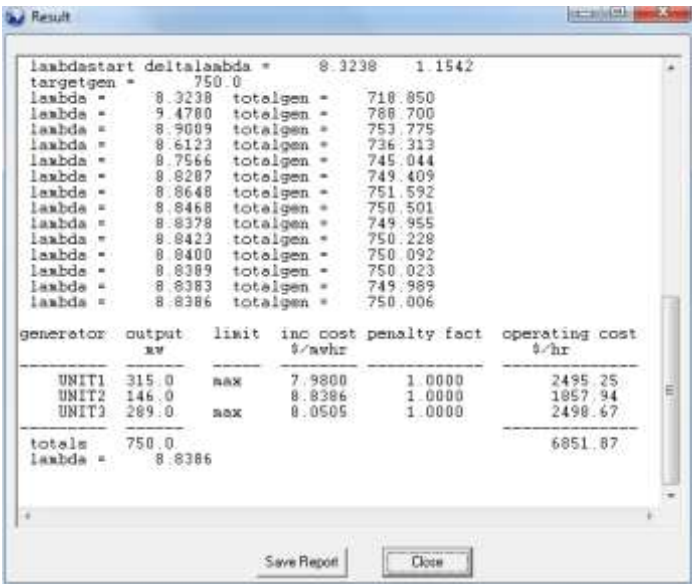 Result
lambdastart deltalambda = 8.3238 1.1542
targetgen = 750.0
lambda = 8.3238 totalgen = 718.850
lambda = 9.4780 totalgen = 788.700
lambda = 8.9009 totalgen = 753.775
lambda = 8.6123 totalgen = 736.313
lambda = 8.7566 totalgen = 745.044
lambda = 8.8287 totalgen = 749.409
lambda = 8.8648 totalgen = 751.592
lambda = 8.8468 totalgen = 750.501
lambda = 8.8378 totalgen = 749.955
lambda = 8.8423 totalgen = 750.228
lambda = 8.8400 totalgen = 750.092
lambda = 8.8389 totalgen = 750.023
lambda = 8.8383 totalgen = 749.989
lambda = 8.8386 totalgen = 750.006
generator output limit inc cost penalty fact operating cost
mw $/mwhr $/hr
UNIT1 315.0 max 7.9800 1.0000 2495.25
UNIT2 146.0 8.8386 1.0000 1857.94
UNIT3 289.0 max 8.0505 1.0000 2498.67
totals 750.0 6851.87
lambda = 8.8386
Save Report Close